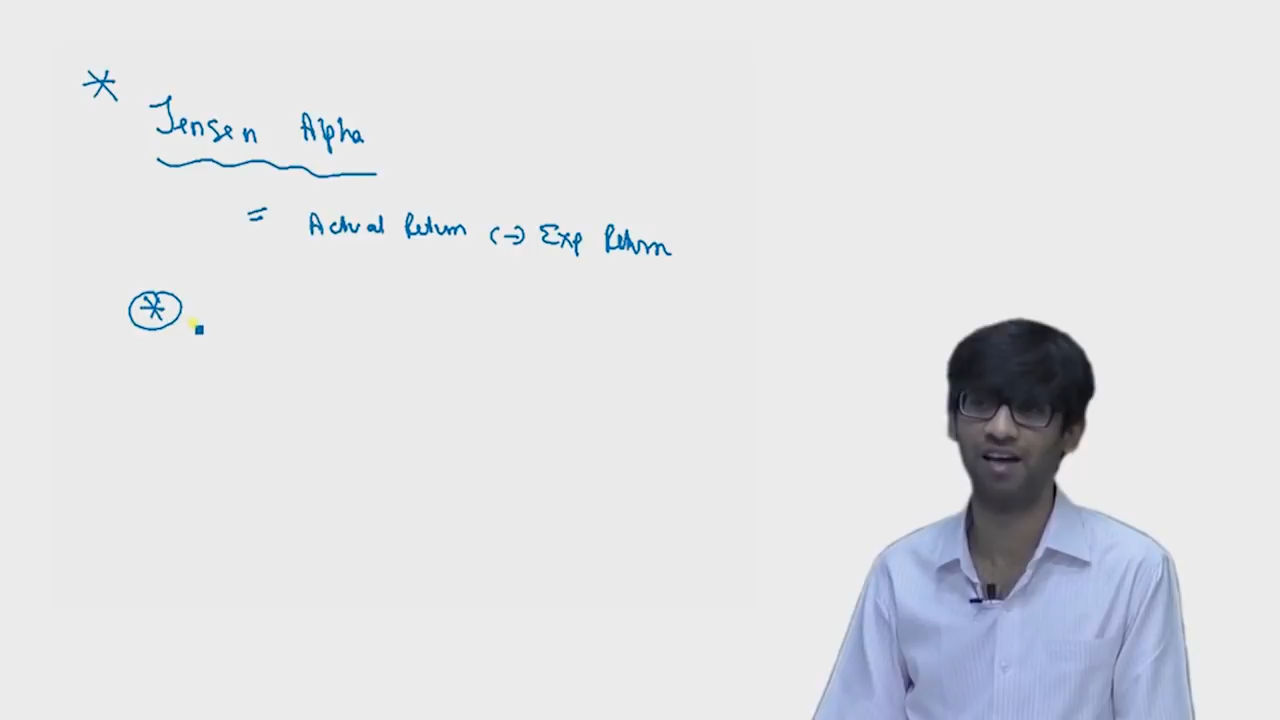 * Jensen Alpha
= Actual Return (-) Exp Return
*